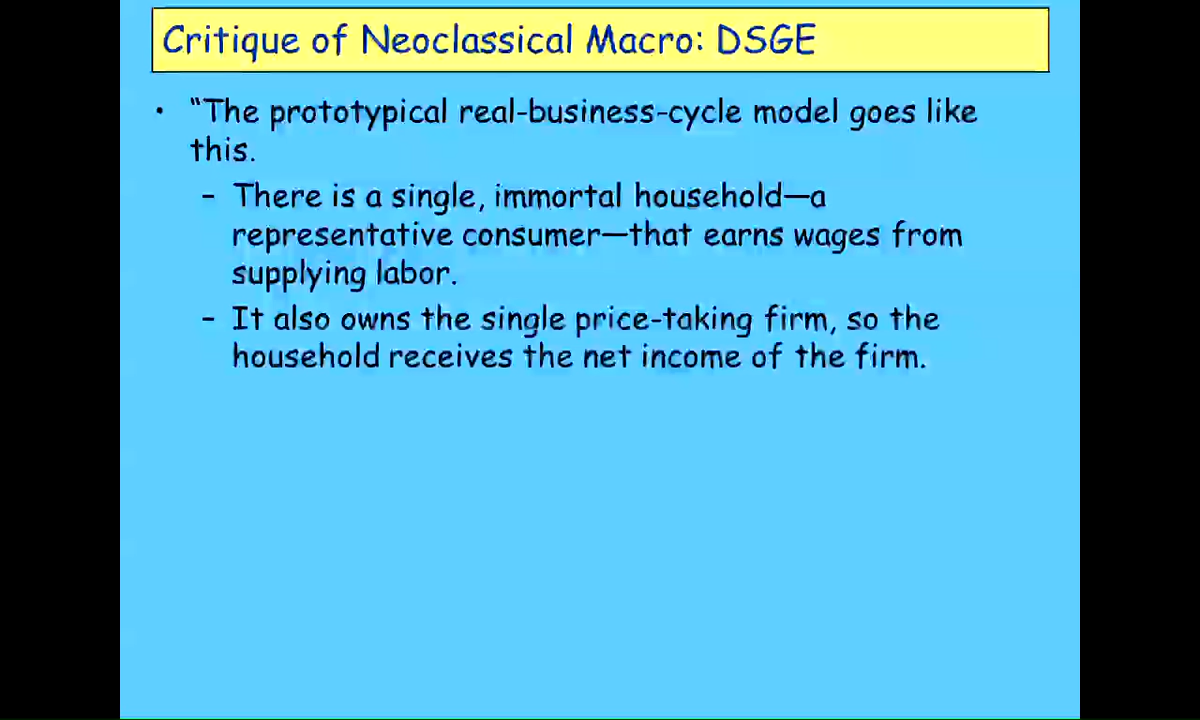 Critique of Neoclassical Macro: DSGE
• "The prototypical real-business-cycle model goes like
this.
– There is a single, immortal household—a
representative consumer—that earns wages from
supplying labor.
– It also owns the single price-taking firm, so the
household receives the net income of the firm.